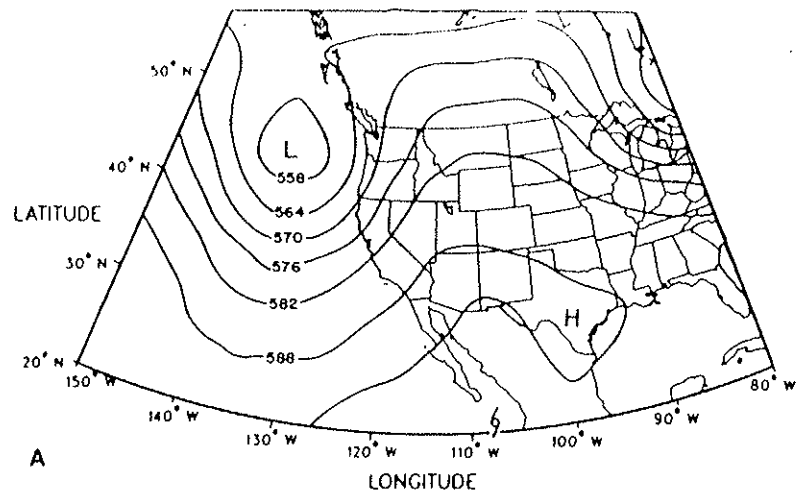 50° N
L
558
40° N
564
LATITUDE
570
576
30° N
582
H
588
20° N
150° W
140° W
130° W
120° W
110° W
100° W
90° W
80° W
A
LONGITUDE